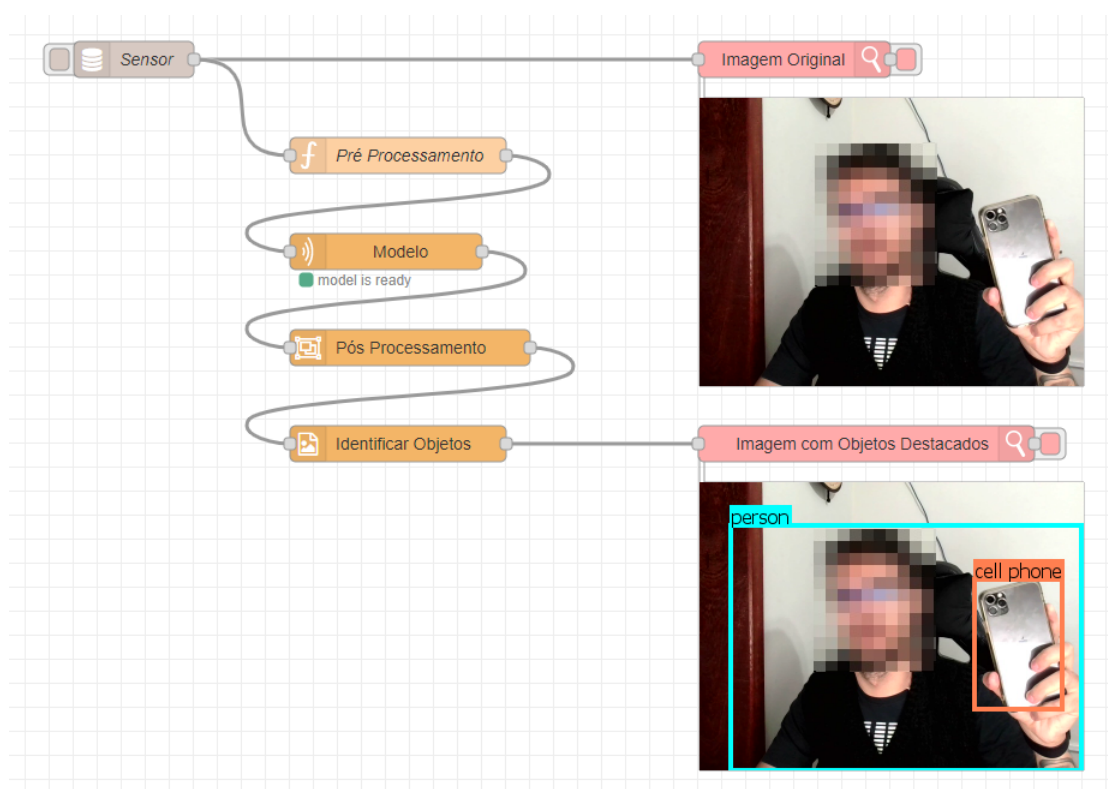 Sensor
Imagem Original
Pré Processamento
Modelo
model is ready
Pós Processamento
Identificar Objetos
Imagem com Objetos Destacados
person
cell phone